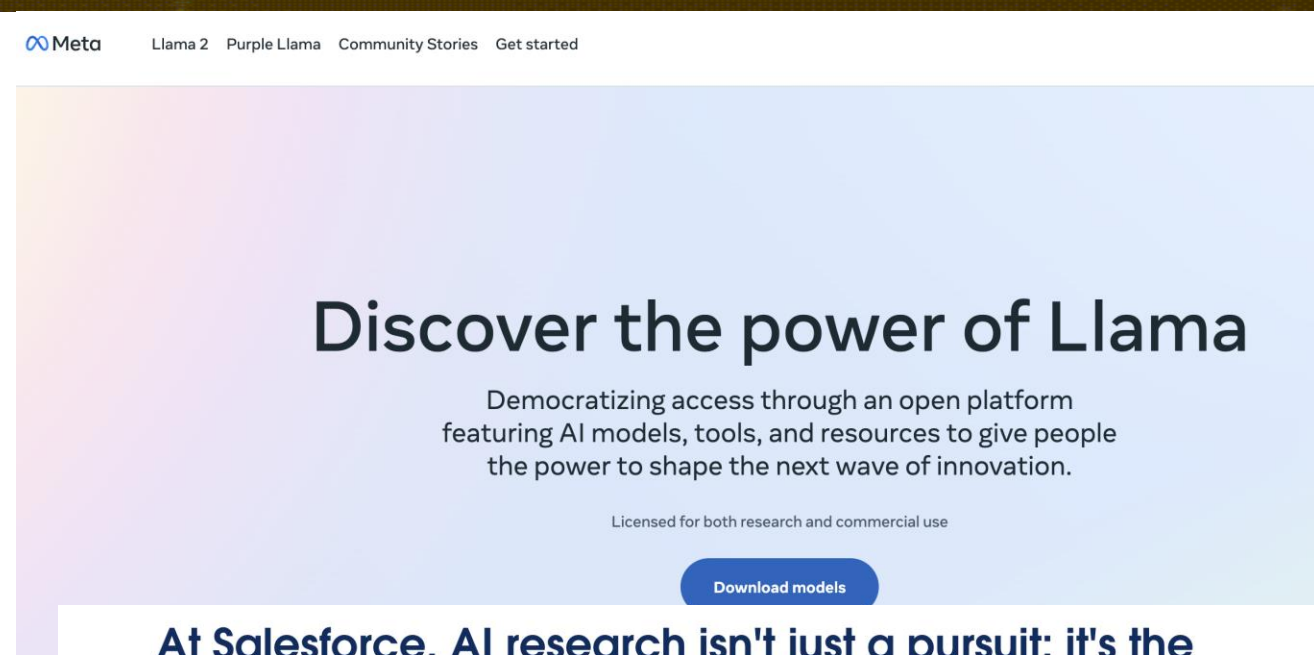 Meta Llama 2 Purple Llama Community Stories Get started
Discover the power of Llama
Democratizing access through an open platform
featuring AI models, tools, and resources to give people
the power to shape the next wave of innovation.
Licensed for both research and commercial use
Download models
At Salesforce, AI research isn't just a pursuit; it's the